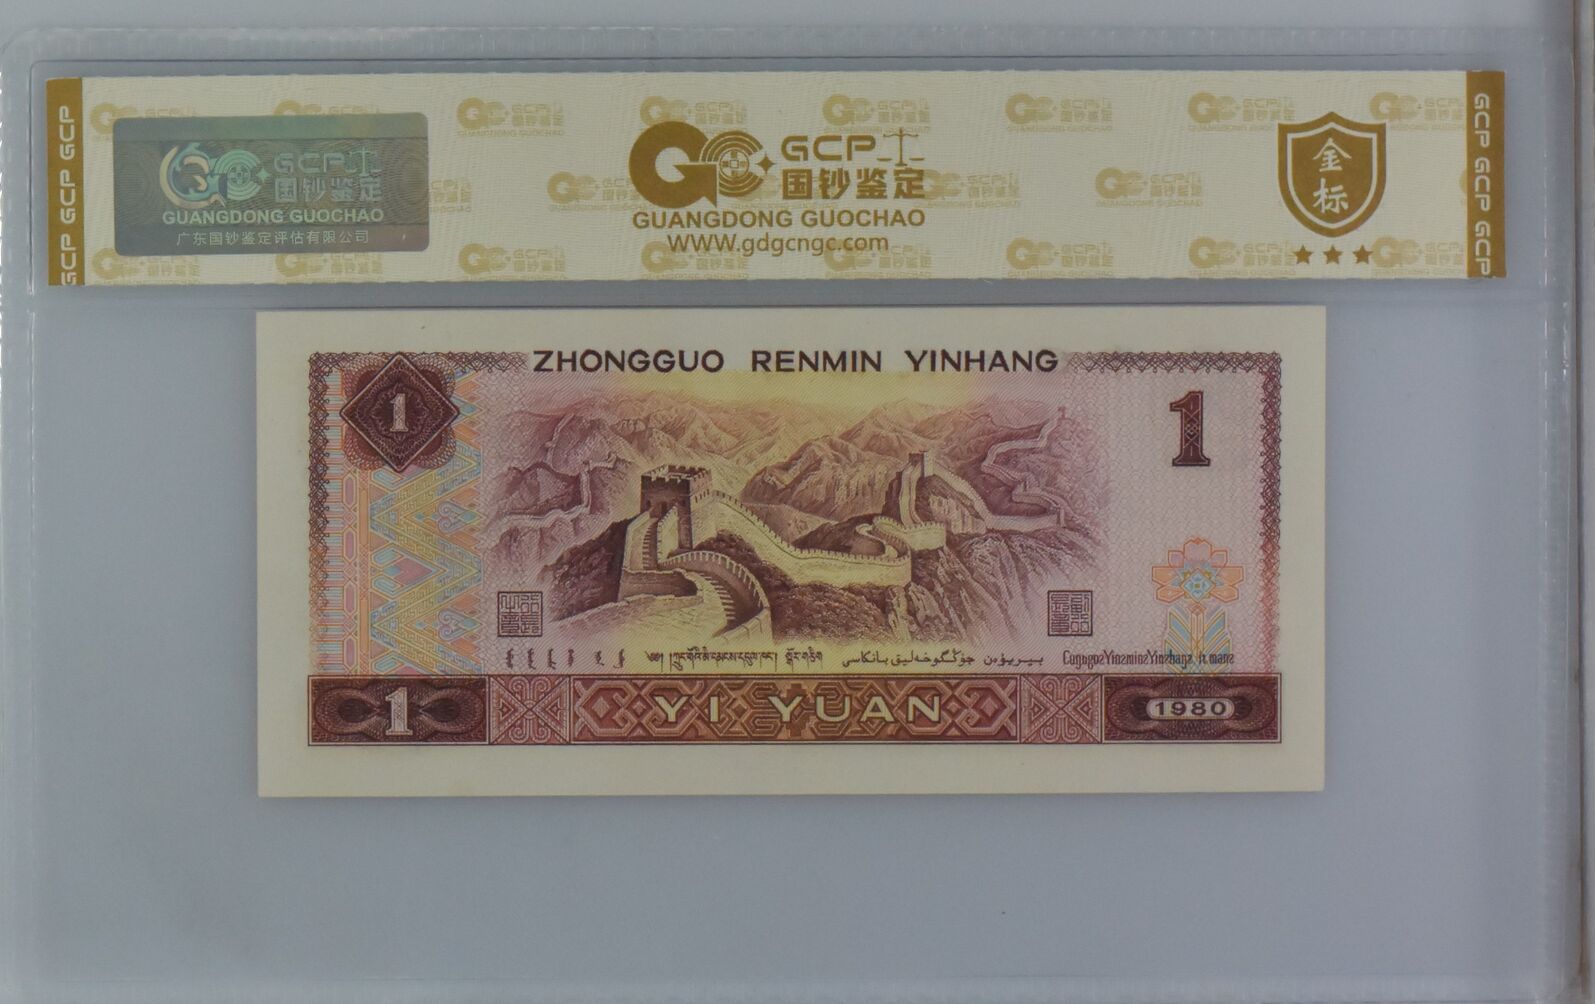 GCP GCP GCP
GCP 国钞鉴定
GUANGDONG GUOCHAO
广东国钞鉴定评估有限公司
GCP
国钞鉴定
GUANGDONG GUOCHAO
WWW.gdgcngc.com
金标
GCP GCP GCP
ZHONGGUO RENMIN YINHANG
1
1
YI YUAN
1
1980